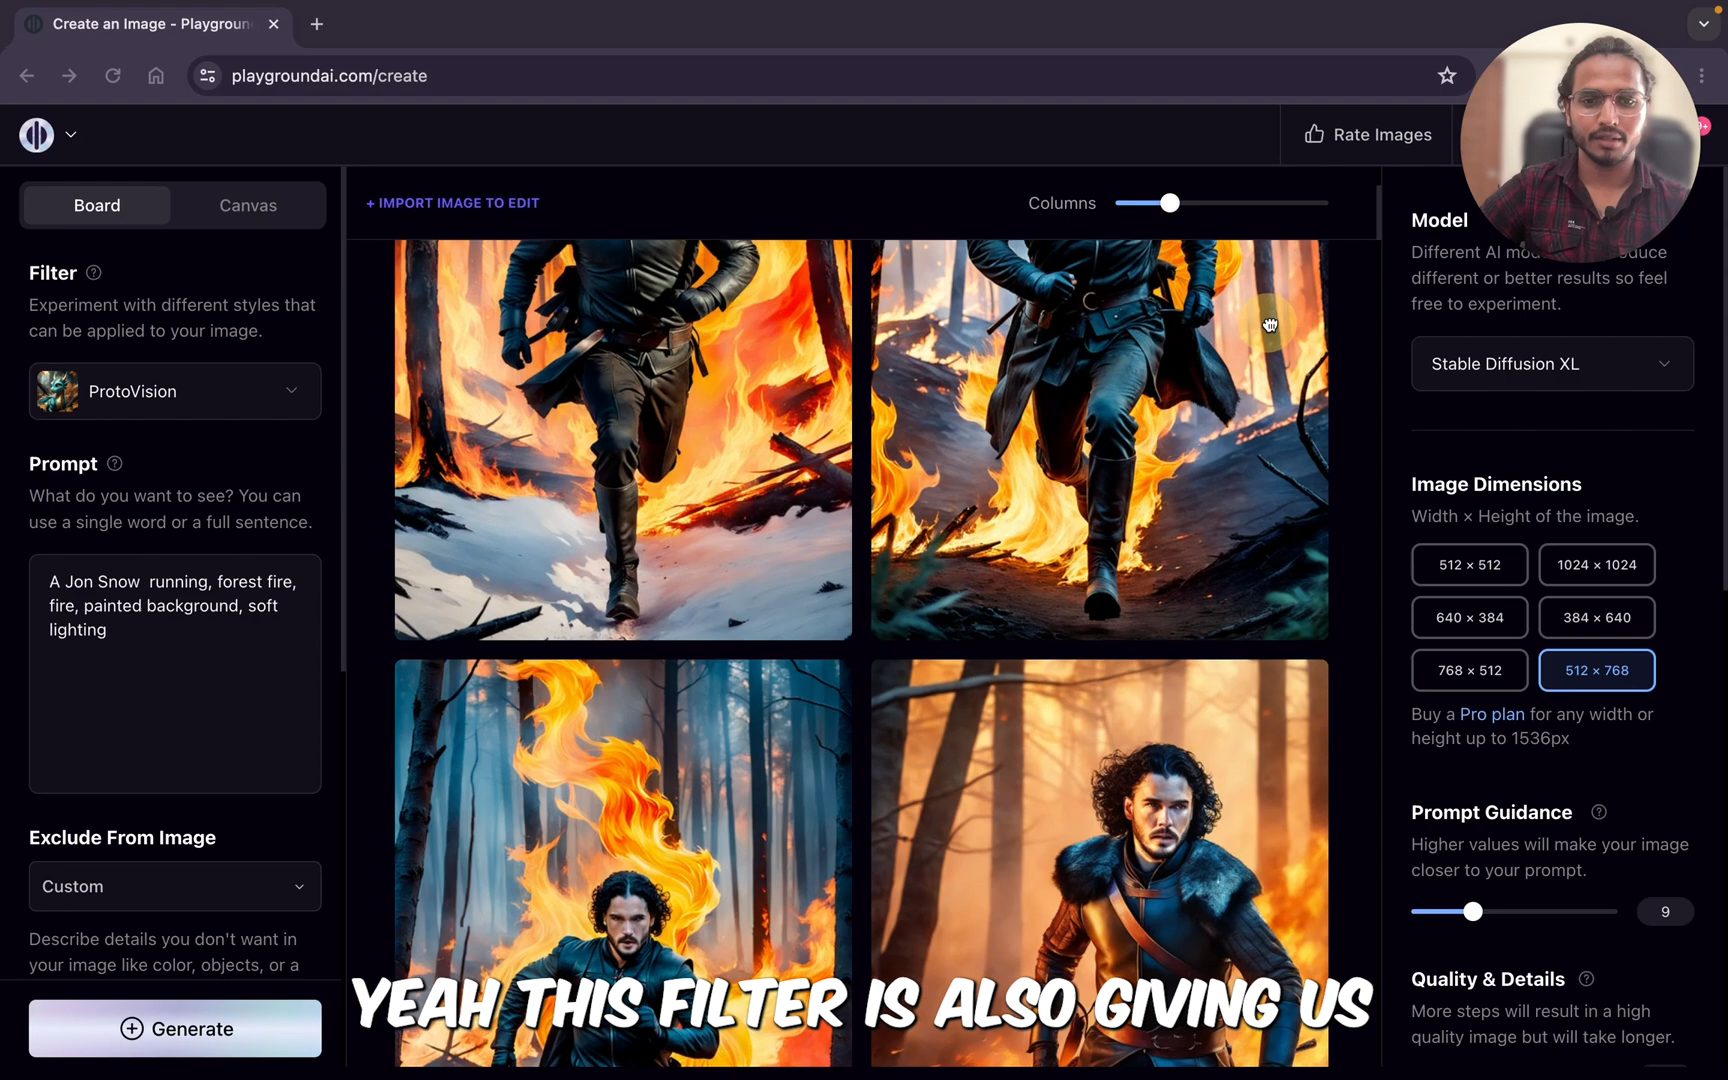 Create an Image - Playgroun
playgroundai.com/create
Rate Images
9+
Board
Canvas
+ IMPORT IMAGE TO EDIT
Columns
Filter
Experiment with different styles that
can be applied to your image.
ProtoVision
Prompt
What do you want to see? You can
use a single word or a full sentence.
A Jon Snow  running, forest fire,
fire, painted background, soft
lighting
Exclude From Image
Custom
Describe details you don't want in
your image like color, objects, or a
Generate
Model
Different AI mo duce
different or better results so feel
free to experiment.
Stable Diffusion XL
Image Dimensions
Width × Height of the image.
512 × 512
1024 × 1024
640 × 384
384 × 640
768 × 512
512 × 768
Buy a Pro plan for any width or
height up to 1536px
Prompt Guidance
Higher values will make your image
closer to your prompt.
9
Quality & Details
More steps will result in a high
quality image but will take longer.
YEAH THIS FILTER IS ALSO GIVING US